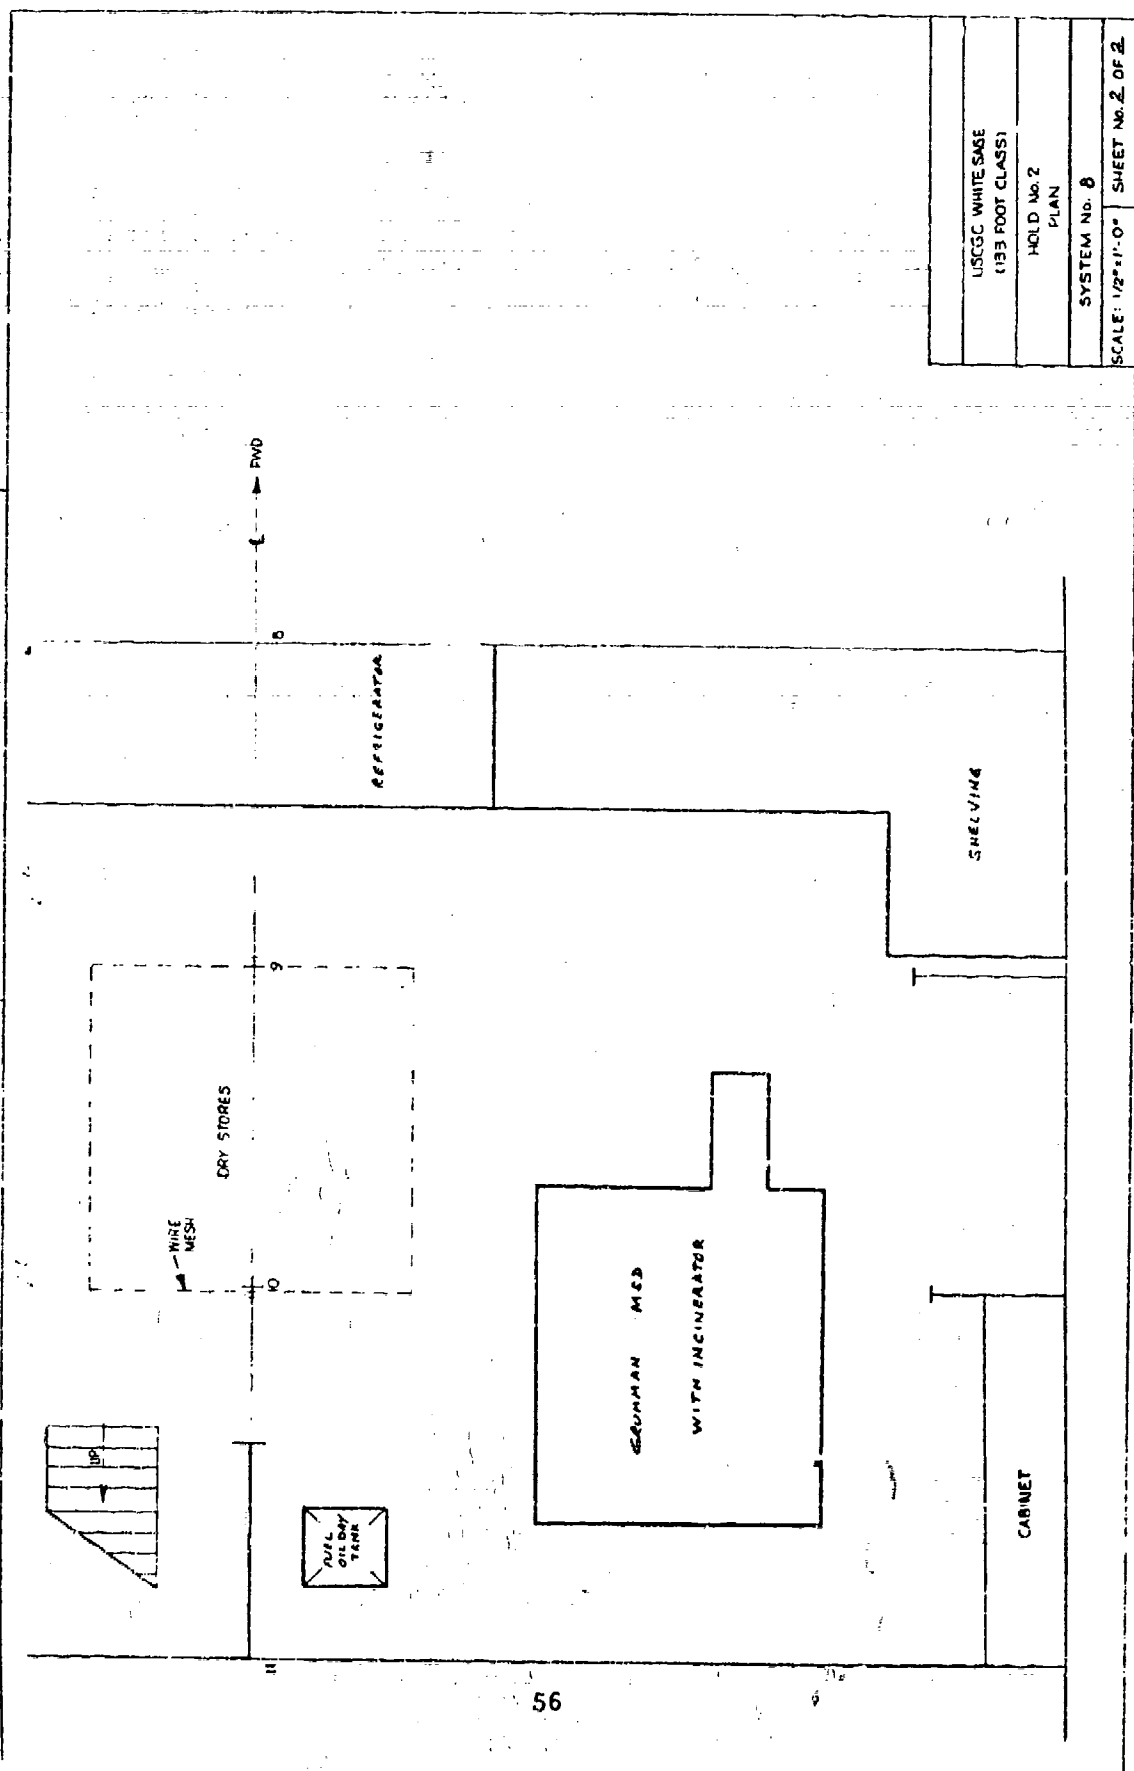 UP
WIRE
MESH
DRY STORES
10
9
8
FWD
REFRIGERATOR
11
FUEL
OIL DAY
TANK
GRUMMAN MSD
WITH INCINERATOR
SHELVING
CABINET
USCGC WHITE SAGE
(133 FOOT CLASS)
HOLD No. 2
PLAN
SYSTEM No. 8
SCALE: 1/2"=1'-0" SHEET No. 2 OF 2
56